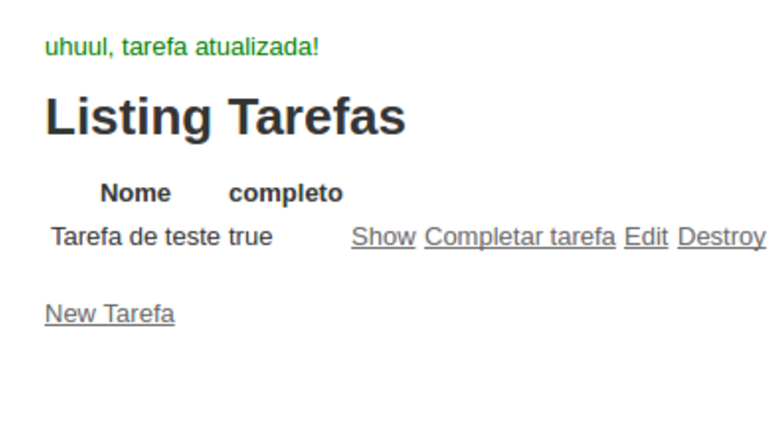 uhuul, tarefa atualizada!
Listing Tarefas
Nome completo
Tarefa de teste true Show Completar tarefa Edit Destroy
New Tarefa